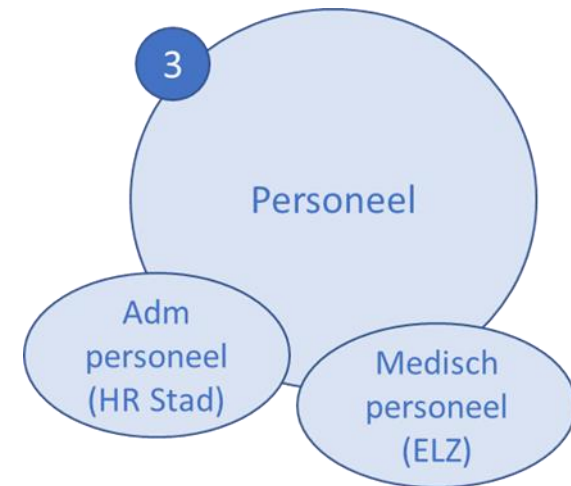 3
Personeel
Adm
personeel
(HR Stad)
Medisch
personeel
(ELZ)